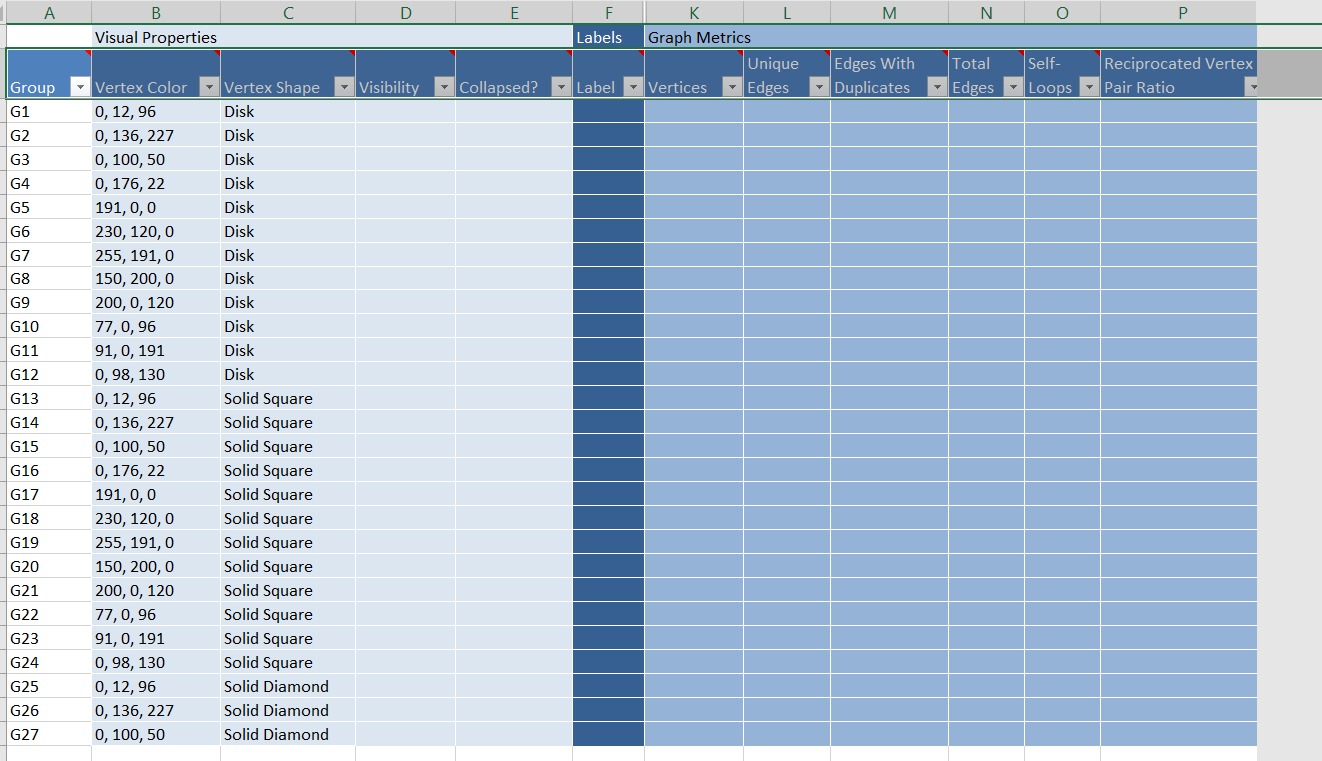 A B C D E F K L M N O P
Visual Properties Labels Graph Metrics
Group Vertex Color Vertex Shape Visibility Collapsed? Label Vertices Unique Edges Edges With Duplicates Total Edges Self-Loops Reciprocated Vertex Pair Ratio
G1 0, 12, 96 Disk
G2 0, 136, 227 Disk
G3 0, 100, 50 Disk
G4 0, 176, 22 Disk
G5 191, 0, 0 Disk
G6 230, 120, 0 Disk
G7 255, 191, 0 Disk
G8 150, 200, 0 Disk
G9 200, 0, 120 Disk
G10 77, 0, 96 Disk
G11 91, 0, 191 Disk
G12 0, 98, 130 Disk
G13 0, 12, 96 Solid Square
G14 0, 136, 227 Solid Square
G15 0, 100, 50 Solid Square
G16 0, 176, 22 Solid Square
G17 191, 0, 0 Solid Square
G18 230, 120, 0 Solid Square
G19 255, 191, 0 Solid Square
G20 150, 200, 0 Solid Square
G21 200, 0, 120 Solid Square
G22 77, 0, 96 Solid Square
G23 91, 0, 191 Solid Square
G24 0, 98, 130 Solid Square
G25 0, 12, 96 Solid Diamond
G26 0, 136, 227 Solid Diamond
G27 0, 100, 50 Solid Diamond